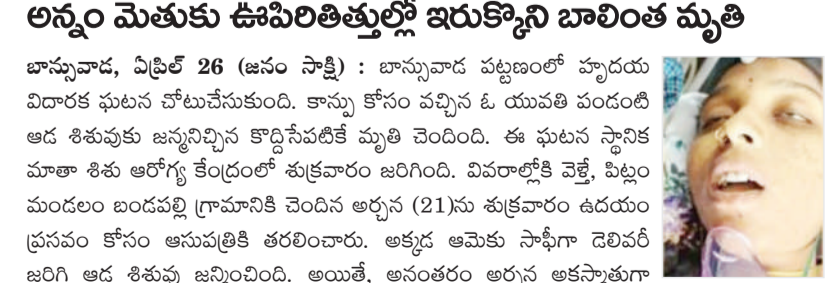 అన్నం మెతుకు ఊపిరితిత్తుల్లో ఇరుక్కొని బాలింత మృతి
బాన్సువాడ, ఏప్రిల్ 26 (జనం సాక్షి) : బాన్సువాడ పట్టణంలో హృదయ
విదారక ఘటన చోటుచేసుకుంది. కాన్పు కోసం వచ్చిన ఓ యువతి పండంటి
ఆడ శిశువుకు జన్మనిచ్చిన కొద్దిసేపటికే మృతి చెందింది. ఈ ఘటన స్థానిక
మాతా శిశు ఆరోగ్య కేంద్రంలో శుక్రవారం జరిగింది. వివరాల్లోకి వెళ్తే, పిట్లం
మండలం బండపల్లి గ్రామానికి చెందిన అర్చన (21)ను శుక్రవారం ఉదయం
ప్రసవం కోసం ఆసుపత్రికి తరలించారు. అక్కడ ఆమెకు సాఫీగా డెలివరీ
జరిగి ఆడ శిశువు జన్మించింది. అయితే, అనంతరం అర్చన అకస్మాతుగా